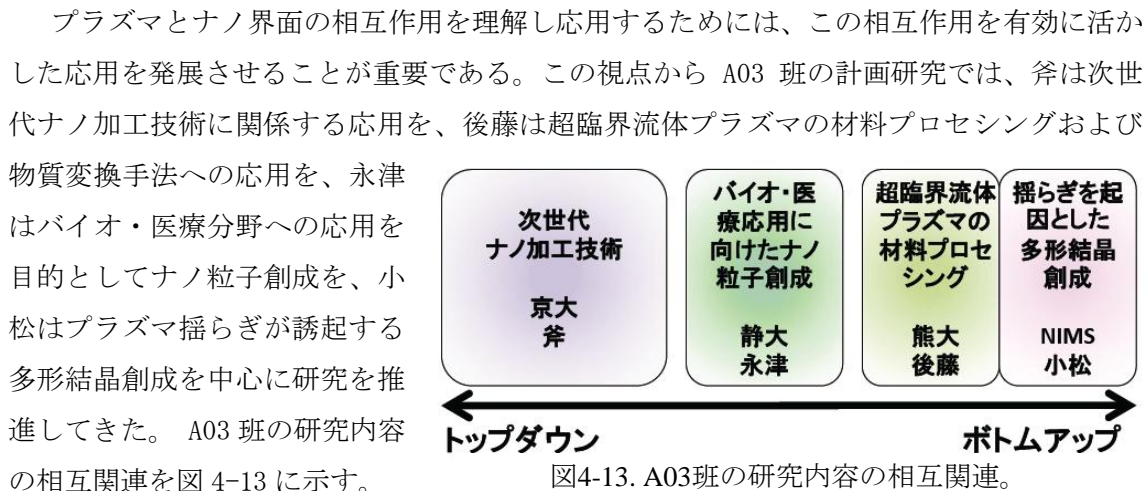 プラズマとナノ界面の相互作用を理解し応用するためには、この相互作用を有効に活か
した応用を発展させることが重要である。この視点から A03 班の計画研究では、斧は次世
代ナノ加工技術に関係する応用を、後藤は超臨界流体プラズマの材料プロセシングおよび
物質変換手法への応用を、永津
はバイオ・医療分野への応用を
目的としてナノ粒子創成を、小
松はプラズマ揺らぎが誘起する
多形結晶創成を中心に研究を推
進してきた。 A03 班の研究内容
の相互関連を図 4-13 に示す。
次世代
ナノ加工技術
京大
斧
バイオ・医
療応用に
向けたナノ
粒子創成
静大
永津
超臨界流体
プラズマの
材料プロセ
シング
熊大
後藤
揺らぎを起
因とした
多形結晶
創成
NIMS
小松
トップダウン
ボトムアップ
図4-13. A03班の研究内容の相互関連。